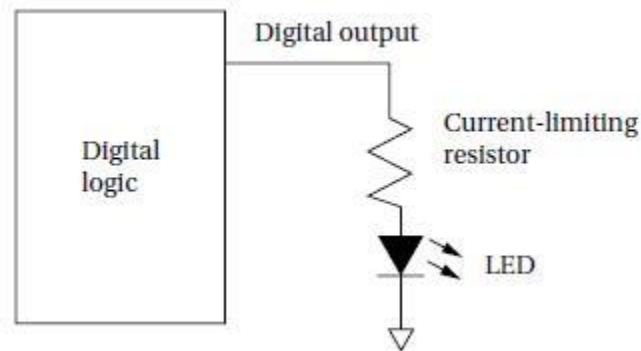 Digital output
Current-limiting
resistor
Digital
logic
LED